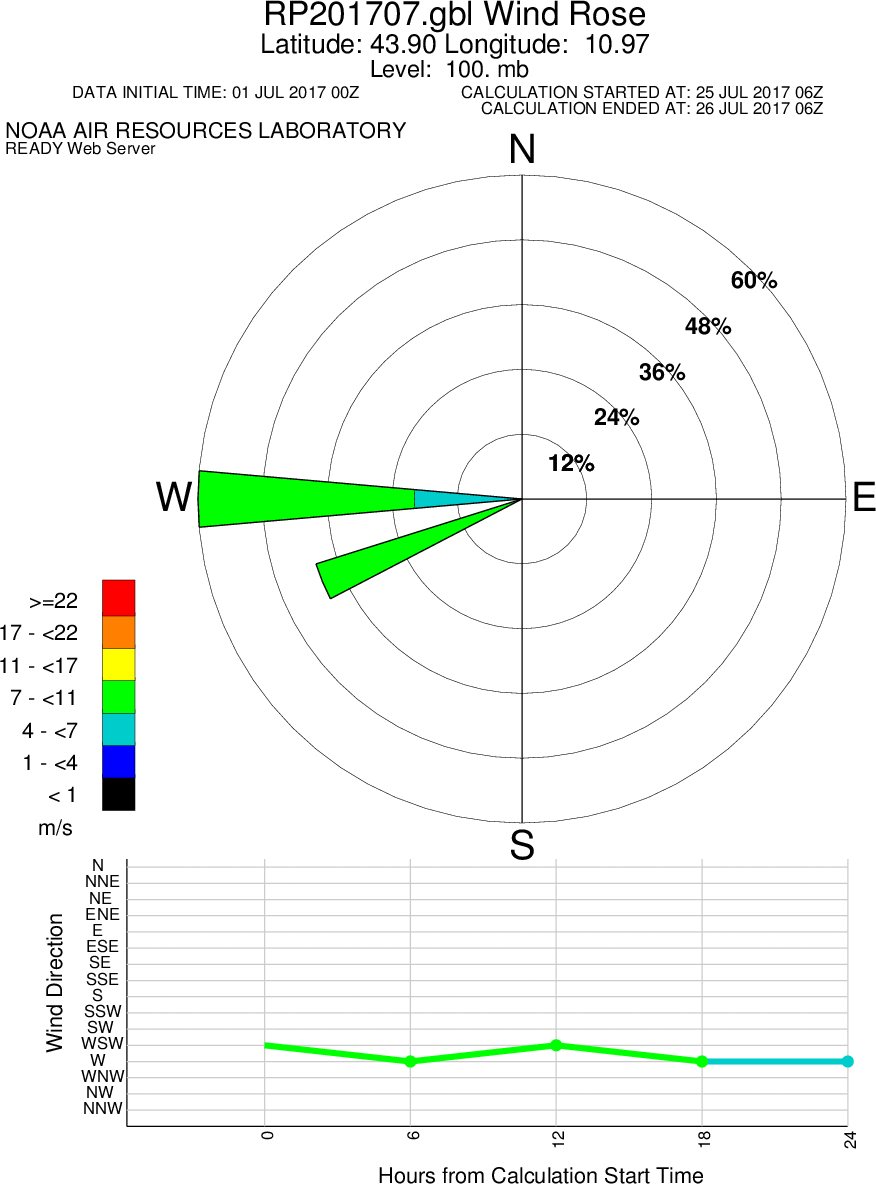 RP201707.gbl Wind Rose
Latitude: 43.90 Longitude:  10.97
Level:  100. mb
DATA INITIAL TIME: 01 JUL 2017 00Z
CALCULATION STARTED AT: 25 JUL 2017 06Z
CALCULATION ENDED AT: 26 JUL 2017 06Z
NOAA AIR RESOURCES LABORATORY
READY Web Server
N
60%
48%
36%
24%
12%
W
E
>=22
17 - <22
11 - <17
7 - <11
4 - <7
1 - <4
< 1
m/s
S
Wind Direction
N
NNE
NE
ENE
E
ESE
SE
SSE
S
SSW
SW
WSW
W
WNW
NW
NNW
0
6
12
18
24
Hours from Calculation Start Time